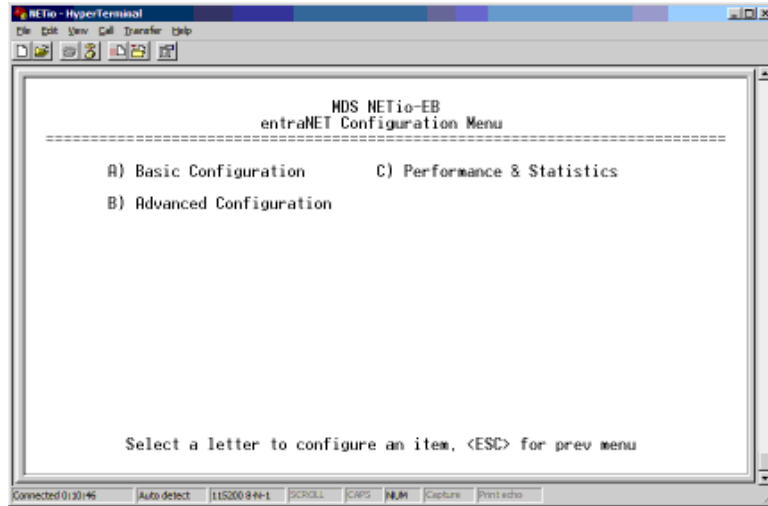 NETio - HyperTerminal
File Edit View Call Transfer Help
MDS NETio-EB
entraNET Configuration Menu
==============================================================================
A) Basic Configuration C) Performance & Statistics
B) Advanced Configuration
Select a letter to configure an item, <ESC> for prev menu
Connected 0:10:46 Auto detect 115200 8-N-1 SCROLL CAPS NUM Capture Print echo